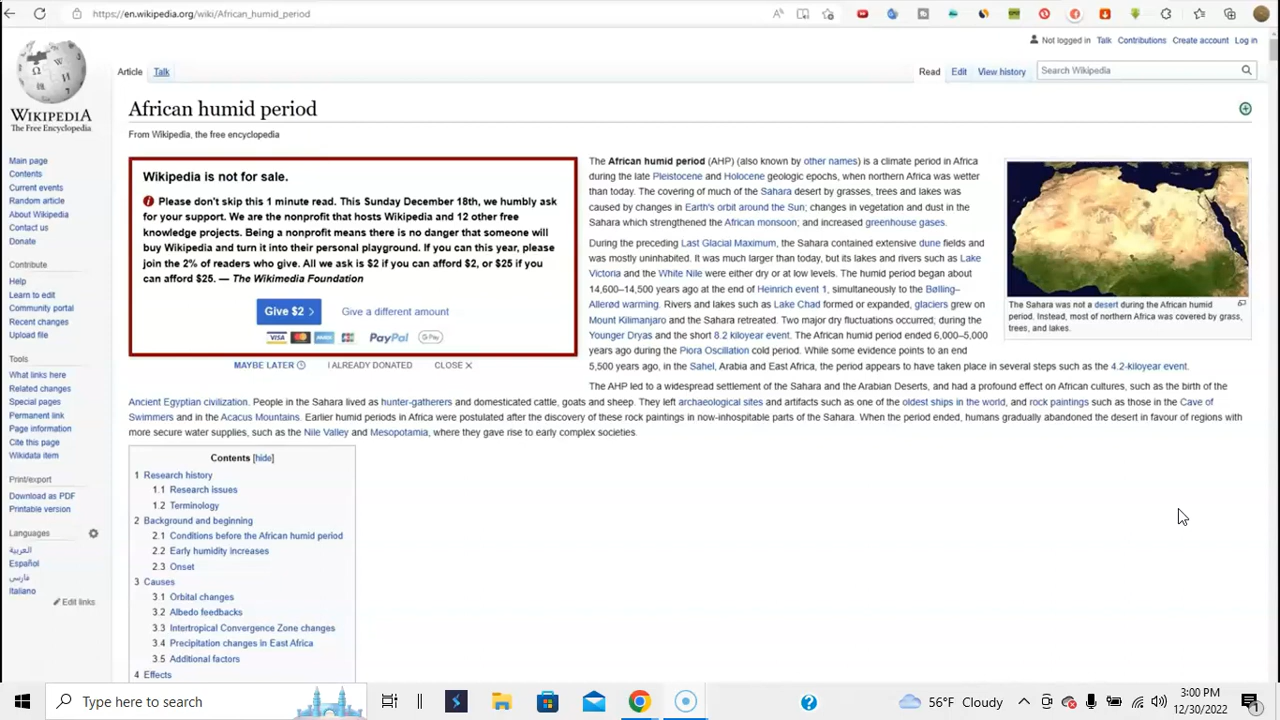 https://en.wikipedia.org/wiki/African_humid_period
Not logged in Talk Contributions Create account Log in
Article Talk
Read Edit View history Search Wikipedia
WIKIPEDIA
The Free Encyclopedia
Main page
Contents
Current events
Random article
About Wikipedia
Contact us
Donate
Contribute
Help
Learn to edit
Community portal
Recent changes
Upload file
Tools
What links here
Related changes
Special pages
Permanent link
Page information
Cite this page
Wikidata item
Print/export
Download as PDF
Printable version
Languages
العربية
Español
فارسی
Italiano
Edit links
African humid period
From Wikipedia, the free encyclopedia
Wikipedia is not for sale.
Please don't skip this 1 minute read. This Sunday December 18th, we humbly ask
for your support. We are the nonprofit that hosts Wikipedia and 12 other free
knowledge projects. Being a nonprofit means there is no danger that someone will
buy Wikipedia and turn it into their personal playground. If you can this year, please
join the 2% of readers who give. All we ask is $2 if you can afford $2, or $25 if you
can afford $25. — The Wikimedia Foundation
Give $2 Give a different amount
VISA PayPal G Pay
MAYBE LATER I ALREADY DONATED CLOSE
The African humid period (AHP) (also known by other names) is a climate period in Africa
during the late Pleistocene and Holocene geologic epochs, when northern Africa was wetter
than today. The covering of much of the Sahara desert by grasses, trees and lakes was
caused by changes in Earth's orbit around the Sun; changes in vegetation and dust in the
Sahara which strengthened the African monsoon; and increased greenhouse gases.
During the preceding Last Glacial Maximum, the Sahara contained extensive dune fields and
was mostly uninhabited. It was much larger than today, but its lakes and rivers such as Lake
Victoria and the White Nile were either dry or at low levels. The humid period began about
14,600–14,500 years ago at the end of Heinrich event 1, simultaneously to the Bølling–
Allerød warming. Rivers and lakes such as Lake Chad formed or expanded, glaciers grew on
Mount Kilimanjaro and the Sahara retreated. Two major dry fluctuations occurred; during the
Younger Dryas and the short 8.2 kiloyear event. The African humid period ended 6,000–5,000
years ago during the Piora Oscillation cold period. While some evidence points to an end
5,500 years ago, in the Sahel, Arabia and East Africa, the period appears to have taken place in several steps such as the 4.2-kiloyear event.
The Sahara was not a desert during the African humid
period. Instead, most of northern Africa was covered by grass,
trees, and lakes.
The AHP led to a widespread settlement of the Sahara and the Arabian Deserts, and had a profound effect on African cultures, such as the birth of the
Ancient Egyptian civilization. People in the Sahara lived as hunter-gatherers and domesticated cattle, goats and sheep. They left archaeological sites and artifacts such as one of the oldest ships in the world, and rock paintings such as those in the Cave of
Swimmers and in the Acacus Mountains. Earlier humid periods in Africa were postulated after the discovery of these rock paintings in now-inhospitable parts of the Sahara. When the period ended, humans gradually abandoned the desert in favour of regions with
more secure water supplies, such as the Nile Valley and Mesopotamia, where they gave rise to early complex societies.
Contents [hide]
1 Research history
1.1 Research issues
1.2 Terminology
2 Background and beginning
2.1 Conditions before the African humid period
2.2 Early humidity increases
2.3 Onset
3 Causes
3.1 Orbital changes
3.2 Albedo feedbacks
3.3 Intertropical Convergence Zone changes
3.4 Precipitation changes in East Africa
3.5 Additional factors
4 Effects
Type here to search
56°F Cloudy
3:00 PM
12/30/2022